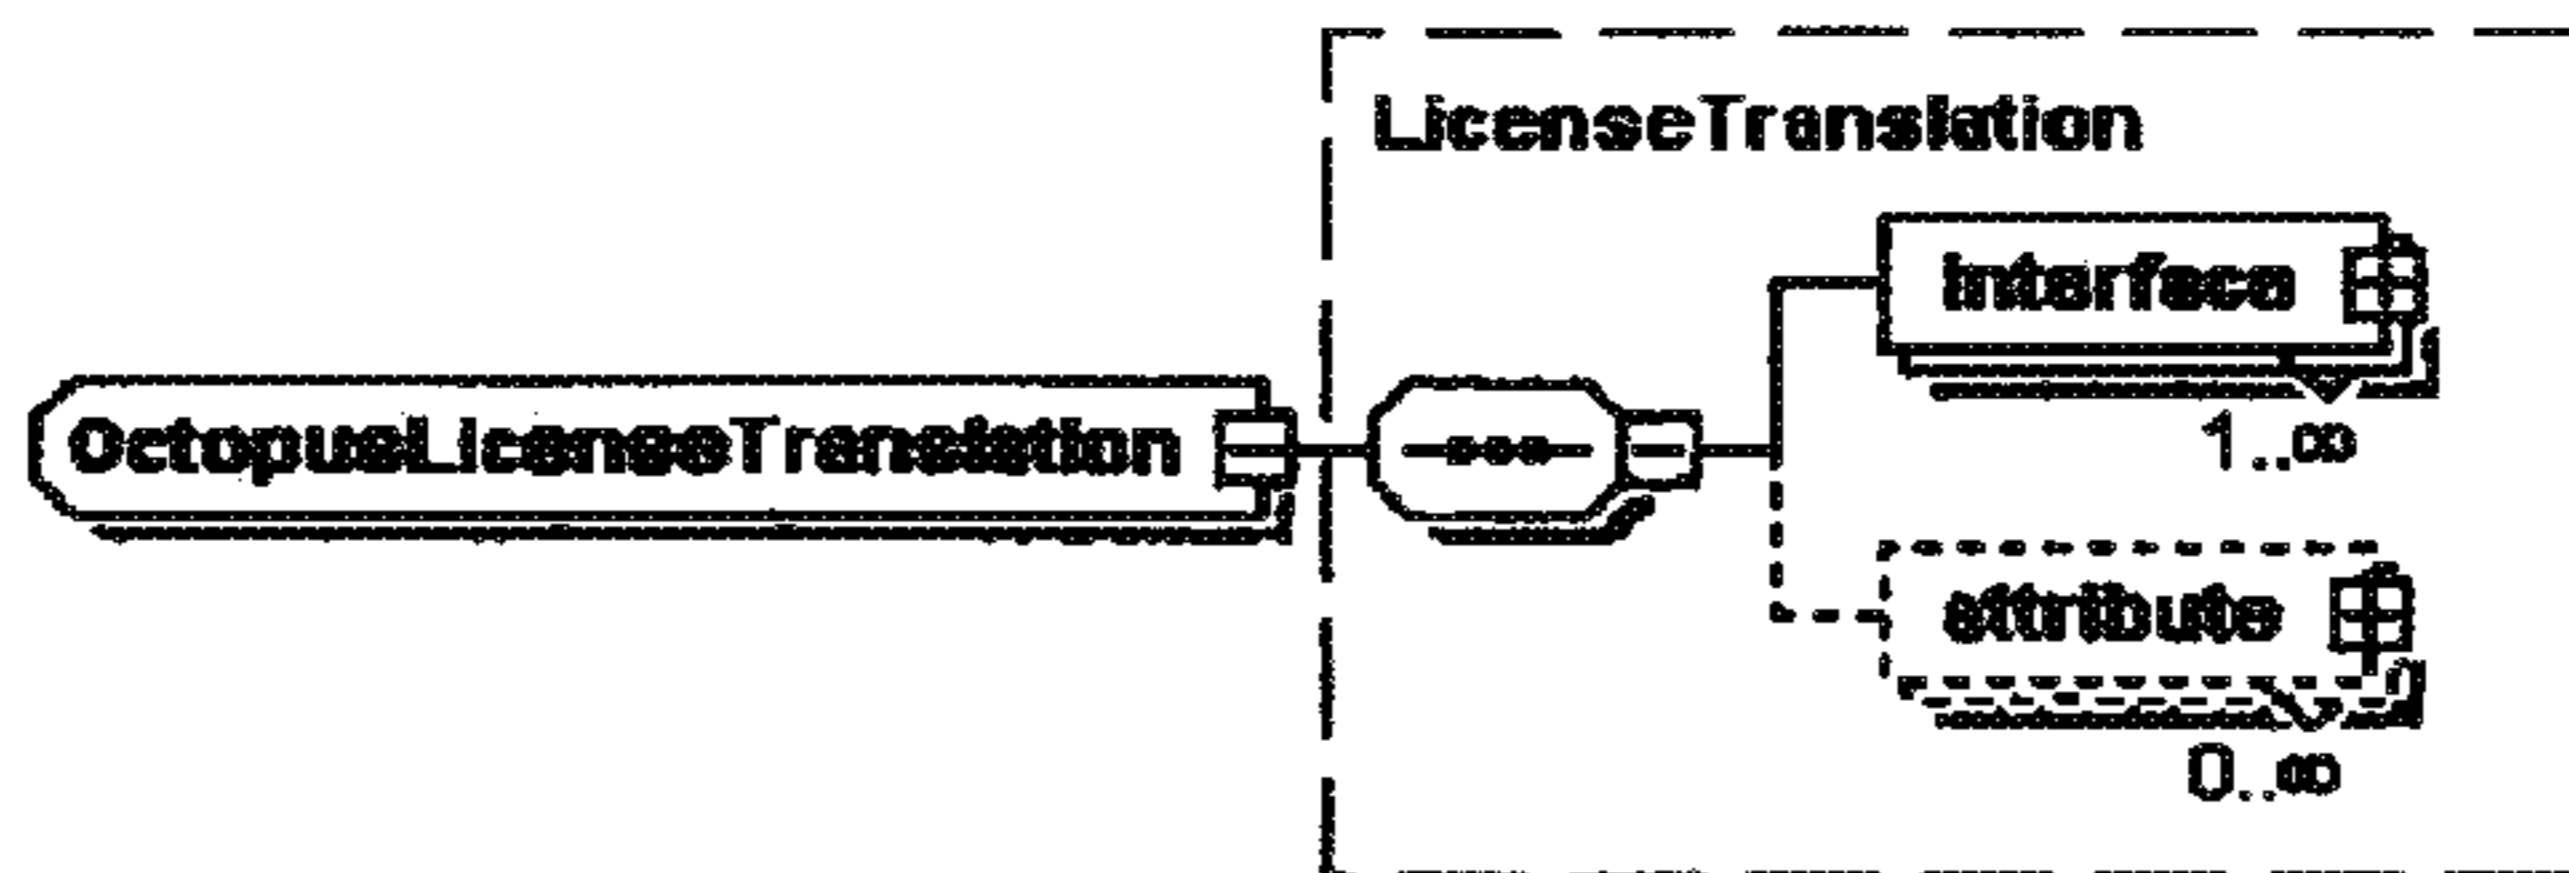 LicenseTranslation
interface
OctopusLicenseTranslation
1..∞
attribute
0..∞